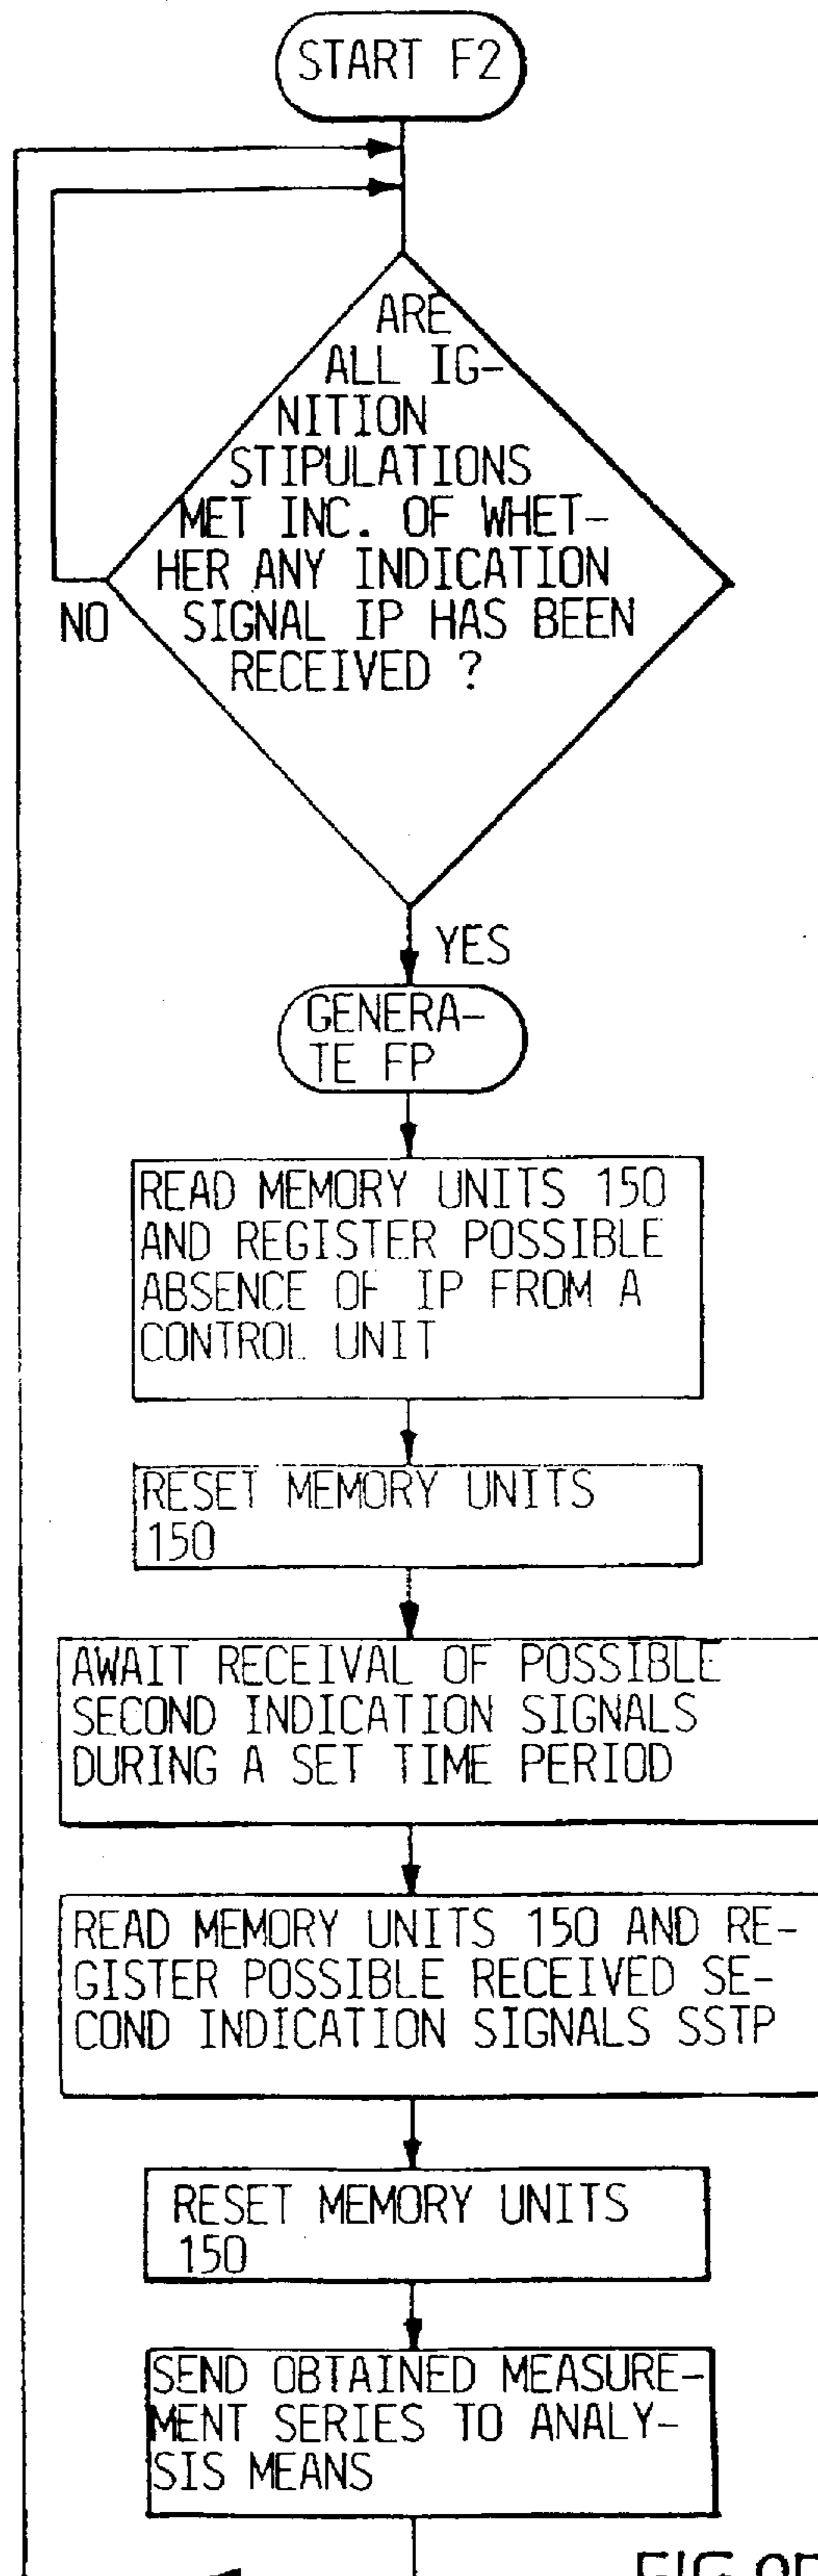 START F2
ARE
ALL IG-
NITION
STIPULATIONS
MET INC. OF WHET-
HER ANY INDICATION
SIGNAL IP HAS BEEN
RECEIVED ?
NO
YES
GENERA-
TE FP
READ MEMORY UNITS 150
AND REGISTER POSSIBLE
ABSENCE OF IP FROM A
CONTROL UNIT
RESET MEMORY UNITS
150
AWAIT RECEIVAL OF POSSIBLE
SECOND INDICATION SIGNALS
DURING A SET TIME PERIOD
READ MEMORY UNITS 150 AND RE-
GISTER POSSIBLE RECEIVED SE-
COND INDICATION SIGNALS SSTP
RESET MEMORY UNITS
150
SEND OBTAINED MEASURE-
MENT SERIES TO ANALY-
SIS MEANS